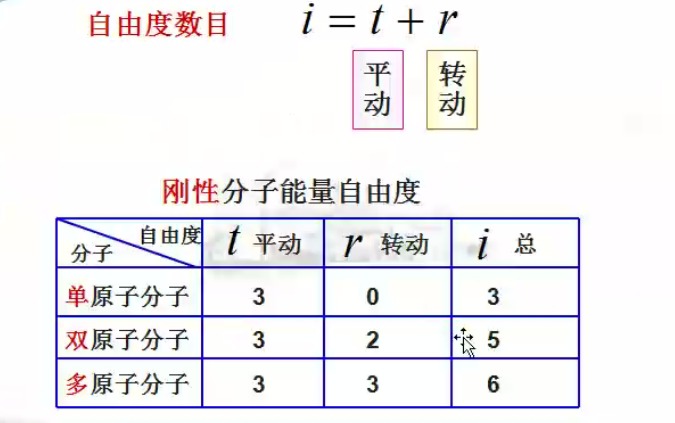 自由度数目 i = t + r
平动 转动
刚性分子能量自由度
自由度 分子 t 平动 r 转动 i 总
单原子分子 3 0 3
双原子分子 3 2 5
多原子分子 3 3 6